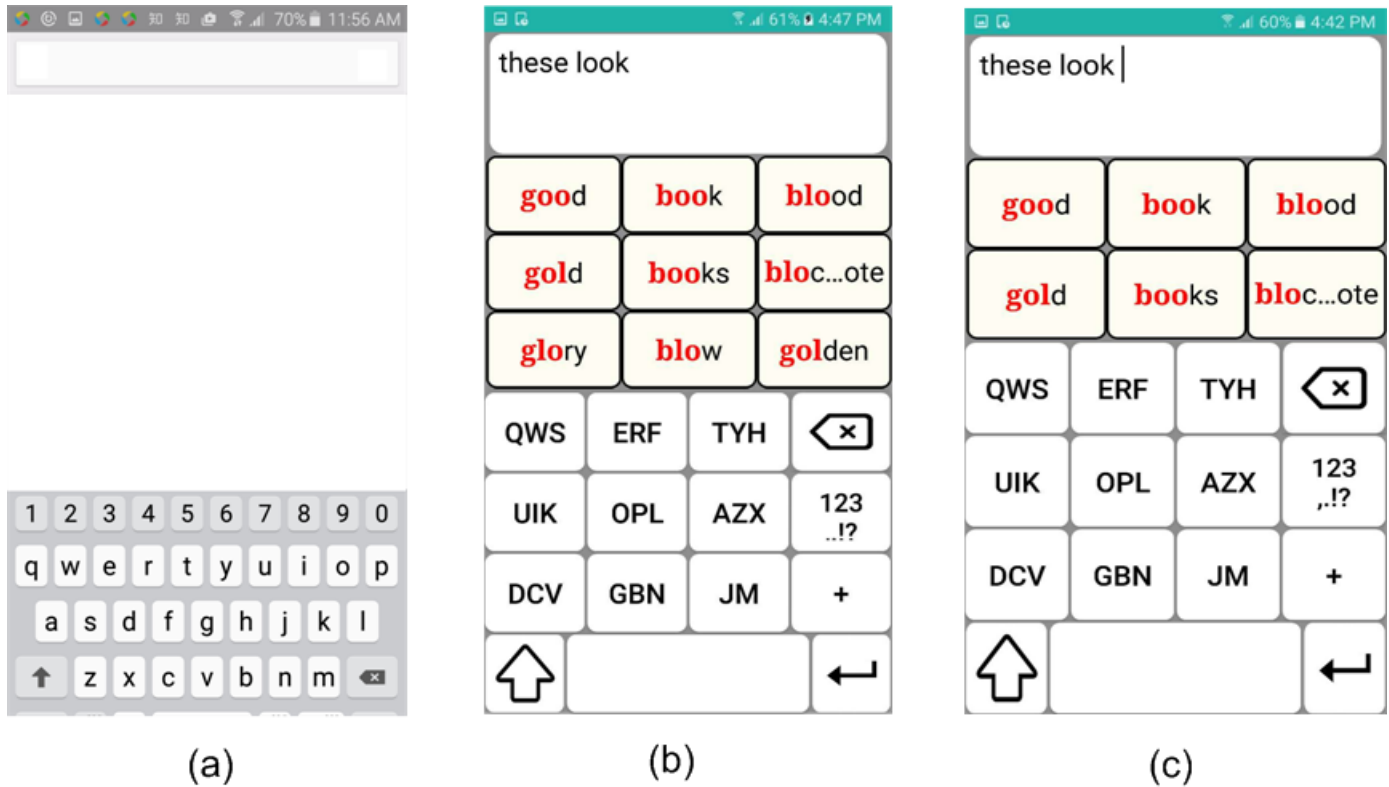 知 知 70% 11:56 AM
1 2 3 4 5 6 7 8 9 0
q w e r t y u i o p
a s d f g h j k l
z x c v b n m
(a)
61% 4:47 PM
these look
good book blood
gold books bloc...ote
glory blow golden
QWS ERF TYH
UIK OPL AZX 123
..!?
DCV GBN JM +
(b)
60% 4:42 PM
these look
good book blood
gold books bloc...ote
QWS ERF TYH
UIK OPL AZX 123
,.!?
DCV GBN JM +
(c)